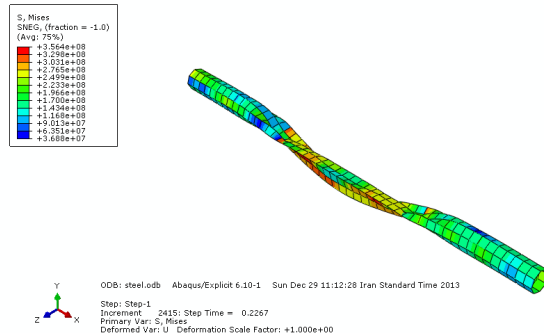 S, Mises
SNEG, (fraction = -1.0)
(Avg: 75%)
+3.564e+08
+3.298e+08
+3.031e+08
+2.765e+08
+2.499e+08
+2.233e+08
+1.966e+08
+1.700e+08
+1.434e+08
+1.168e+08
+9.013e+07
+6.351e+07
+3.688e+07
ODB: steel.odb Abaqus/Explicit 6.10-1 Sun Dec 29 11:12:28 Iran Standard Time 2013
Y
Z X
Step: Step-1
Increment 2415: Step Time = 0.2267
Primary Var: S, Mises
Deformed Var: U Deformation Scale Factor: +1.000e+00